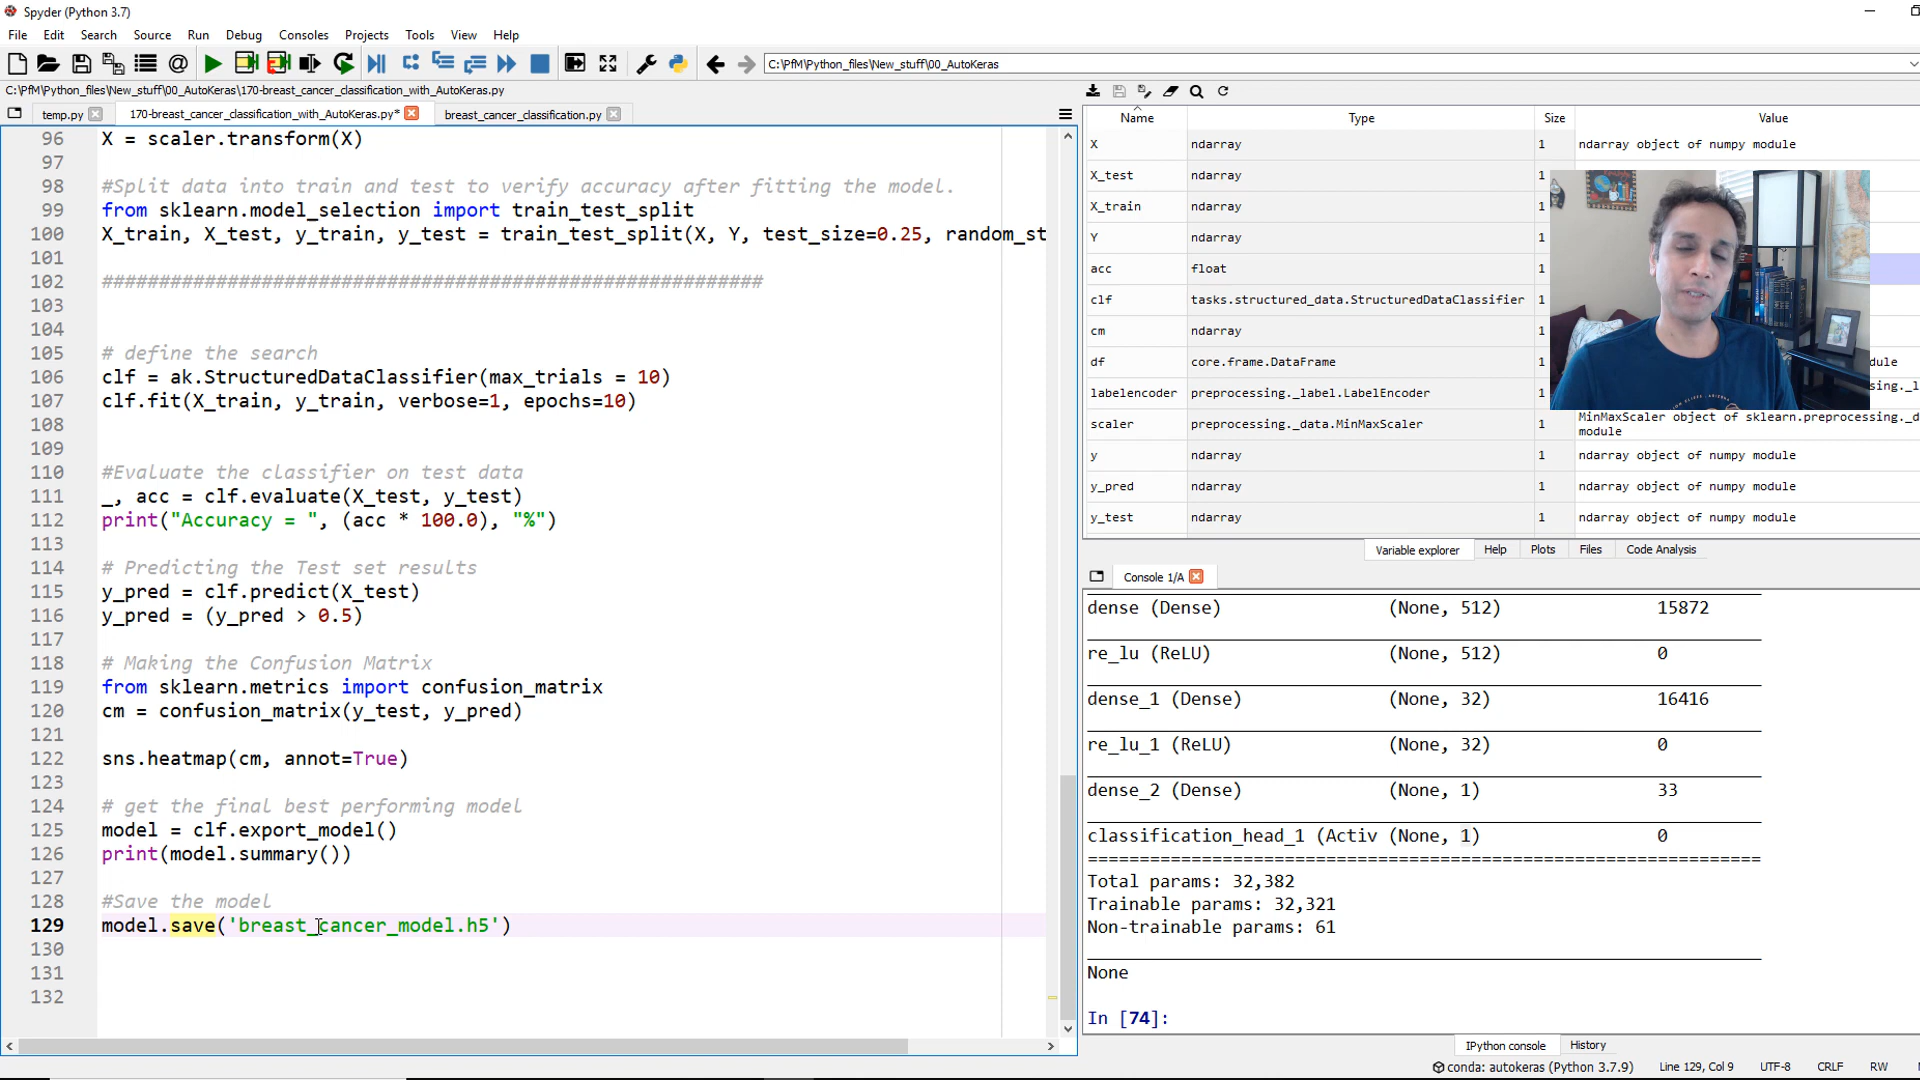 Spyder (Python 3.7)
File Edit Search Source Run Debug Consoles Projects Tools View Help
C:\PfM\Python_files\New_stuff\00_AutoKeras
C:\PfM\Python_files\New_stuff\00_AutoKeras\170-breast_cancer_classification_with_AutoKeras.py
temp.py 170-breast_cancer_classification_with_AutoKeras.py* breast_cancer_classification.py
96 X = scaler.transform(X)
97
98 #Split data into train and test to verify accuracy after fitting the model.
99 from sklearn.model_selection import train_test_split
100 X_train, X_test, y_train, y_test = train_test_split(X, Y, test_size=0.25, random_st
101
102 ##########################################################
103
104
105 # define the search
106 clf = ak.StructuredDataClassifier(max_trials = 10)
107 clf.fit(X_train, y_train, verbose=1, epochs=10)
108
109
110 #Evaluate the classifier on test data
111 _, acc = clf.evaluate(X_test, y_test)
112 print("Accuracy = ", (acc * 100.0), "%")
113
114 # Predicting the Test set results
115 y_pred = clf.predict(X_test)
116 y_pred = (y_pred > 0.5)
117
118 # Making the Confusion Matrix
119 from sklearn.metrics import confusion_matrix
120 cm = confusion_matrix(y_test, y_pred)
121
122 sns.heatmap(cm, annot=True)
123
124 # get the final best performing model
125 model = clf.export_model()
126 print(model.summary())
127
128 #Save the model
129 model.save('breast_cancer_model.h5')
130
131
132
Name Type Size Value
X ndarray 1 ndarray object of numpy module
X_test ndarray 1
X_train ndarray 1
Y ndarray 1
acc float 1
clf tasks.structured_data.StructuredDataClassifier 1
cm ndarray 1
df core.frame.DataFrame 1 dule
labelencoder preprocessing._label.LabelEncoder 1
scaler preprocessing._data.MinMaxScaler 1 MinMaxScaler object of sklearn.preprocessing._d
module
y ndarray 1 ndarray object of numpy module
y_pred ndarray 1 ndarray object of numpy module
y_test ndarray 1 ndarray object of numpy module
Variable explorer Help Plots Files Code Analysis
Console 1/A
dense (Dense) (None, 512) 15872
re_lu (ReLU) (None, 512) 0
dense_1 (Dense) (None, 32) 16416
re_lu_1 (ReLU) (None, 32) 0
dense_2 (Dense) (None, 1) 33
classification_head_1 (Activ (None, 1) 0
===========================================================
Total params: 32,382
Trainable params: 32,321
Non-trainable params: 61
None
In [74]:
IPython console History
conda: autokeras (Python 3.7.9) Line 129, Col 9 UTF-8 CRLF RW